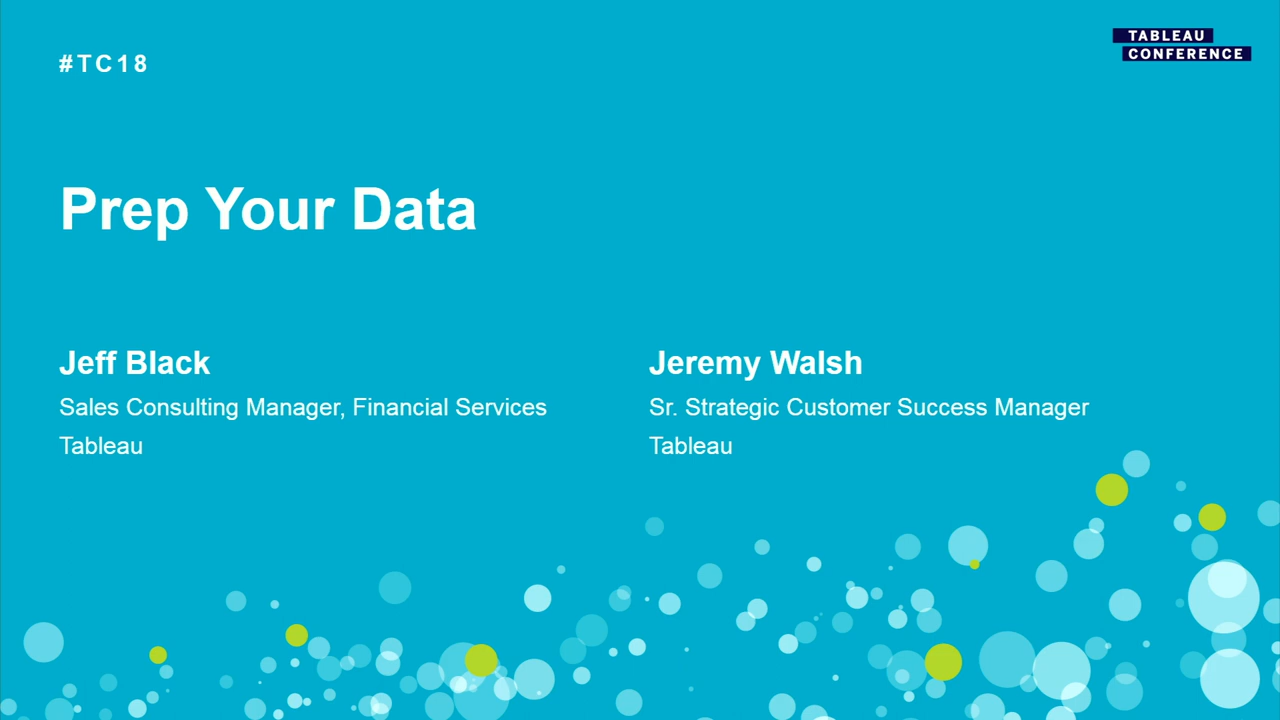 #TC18
TABLEAU
CONFERENCE
Prep Your Data
Jeff Black
Sales Consulting Manager, Financial Services
Tableau
Jeremy Walsh
Sr. Strategic Customer Success Manager
Tableau